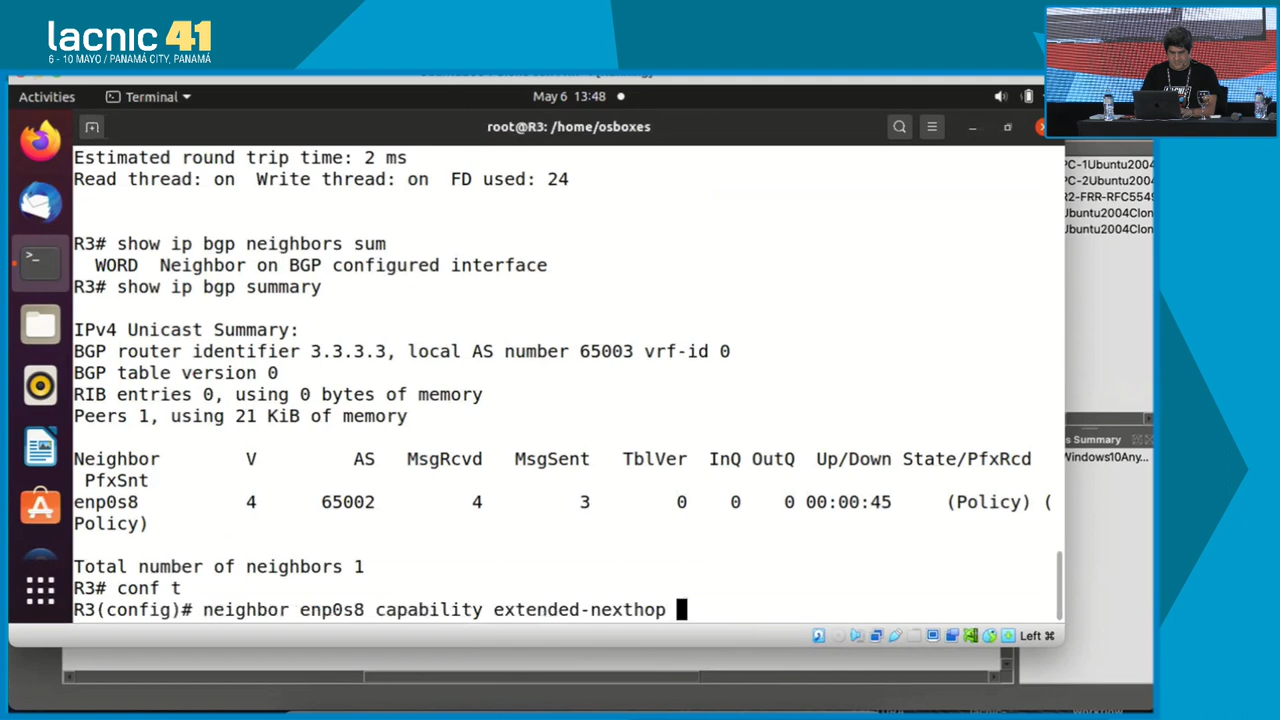 lacnic 41
6 - 10 MAYO / PANAMÁ CITY, PANAMÁ
Activities Terminal May 6 13:48
root@R3: /home/osboxes
Estimated round trip time: 2 ms
Read thread: on Write thread: on FD used: 24
R3# show ip bgp neighbors sum
WORD Neighbor on BGP configured interface
R3# show ip bgp summary
IPv4 Unicast Summary:
BGP router identifier 3.3.3.3, local AS number 65003 vrf-id 0
BGP table version 0
RIB entries 0, using 0 bytes of memory
Peers 1, using 21 KiB of memory
Neighbor V AS MsgRcvd MsgSent TblVer InQ OutQ Up/Down State/PfxRcd
PfxSnt
enp0s8 4 65002 4 3 0 0 0 00:00:45 (Policy) (
Policy)
Total number of neighbors 1
R3# conf t
R3(config)# neighbor enp0s8 capability extended-nexthop
Left ⌘
PC-1Ubuntu2004
PC-2Ubuntu2004
R2-FRR-RFC5549
Ubuntu2004Clon
Ubuntu2004Clon
s Summary
Windows10Any...